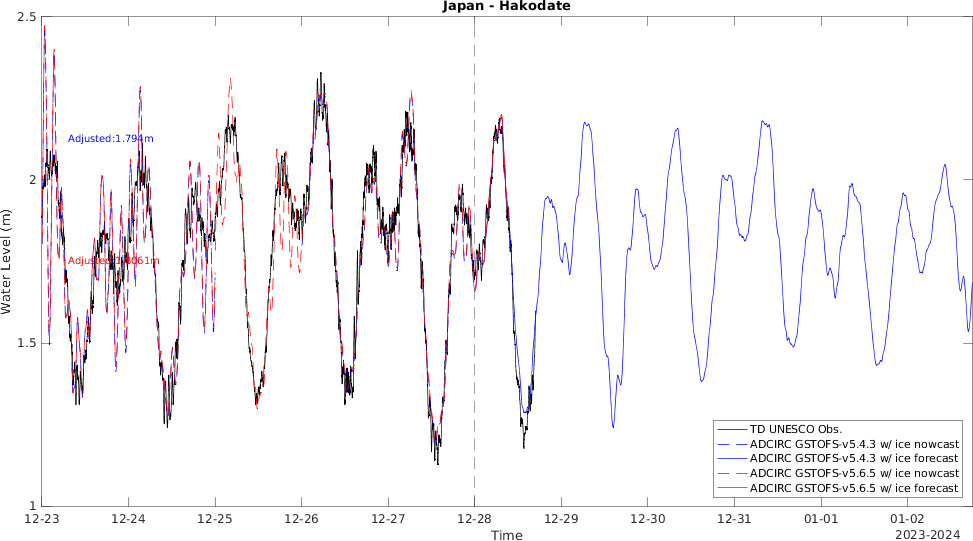 Japan - Hakodate
2.5
2
1.5
1
Water Level (m)
Adjusted:1.794m
12-23
12-24
12-25
12-26
12-27
12-28
12-29
12-30
12-31
01-01
01-02
Time
2023-2024
TD UNESCO Obs.
ADCIRC GSTOFS-v5.4.3 w/ ice nowcast
ADCIRC GSTOFS-v5.4.3 w/ ice forecast
ADCIRC GSTOFS-v5.6.5 w/ ice nowcast
ADCIRC GSTOFS-v5.6.5 w/ ice forecast